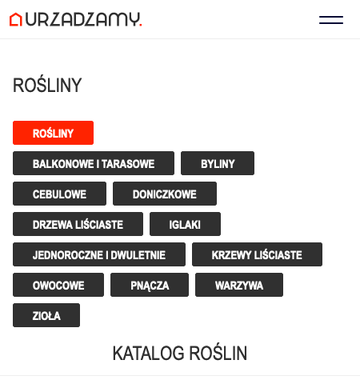 URZADZAMY.
ROŚLINY
ROŚLINY
BALKONOWE I TARASOWE BYLINY
CEBULOWE DONICZKOWE
DRZEWA LIŚCIASTE IGLAKI
JEDNOROCZNE I DWULETNIE KRZEWY LIŚCIASTE
OWOCOWE PNĄCZA WARZYWA
ZIOŁA
KATALOG ROŚLIN